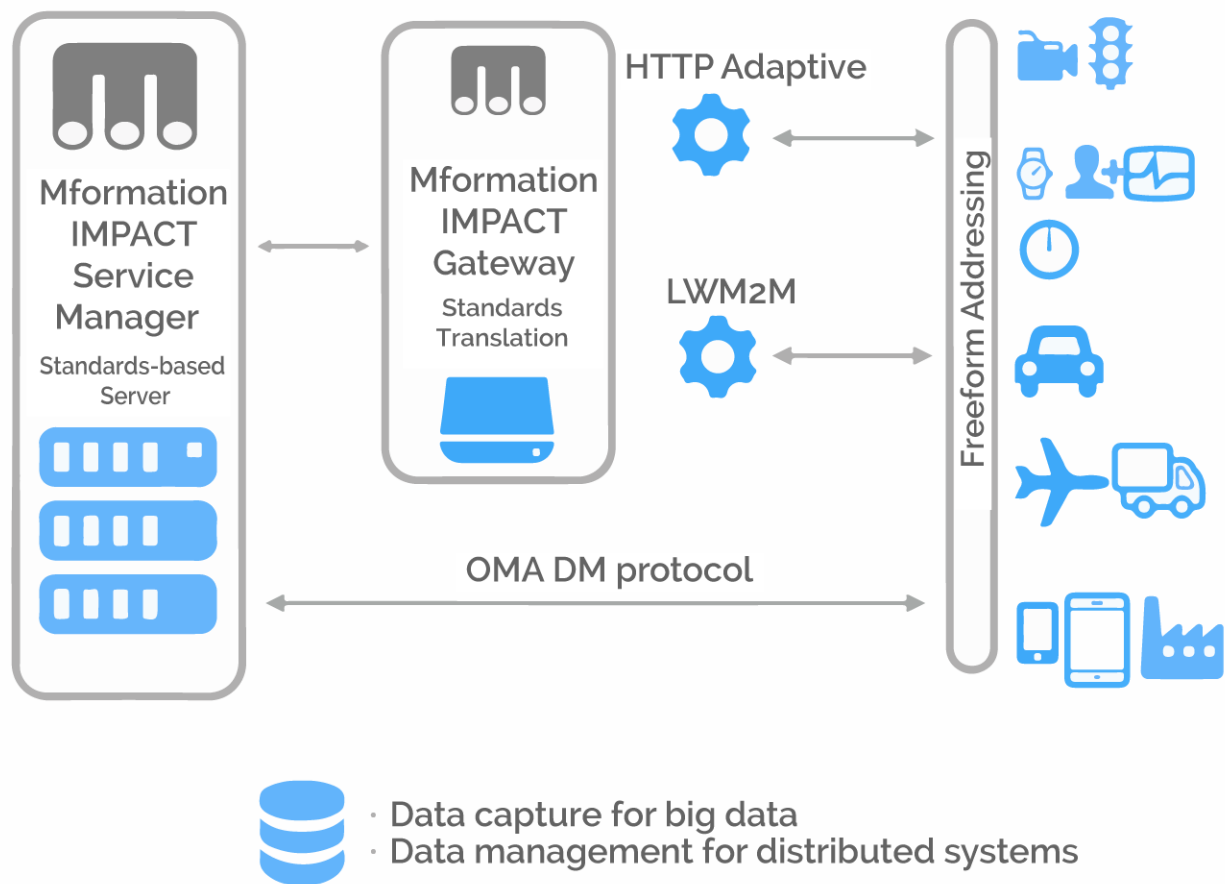 Mformation
IMPACT
Service
Manager
Standards-based
Server
Mformation
IMPACT
Gateway
Standards
Translation
HTTP Adaptive
LWM2M
OMA DM protocol
Freeform Addressing
· Data capture for big data
· Data management for distributed systems